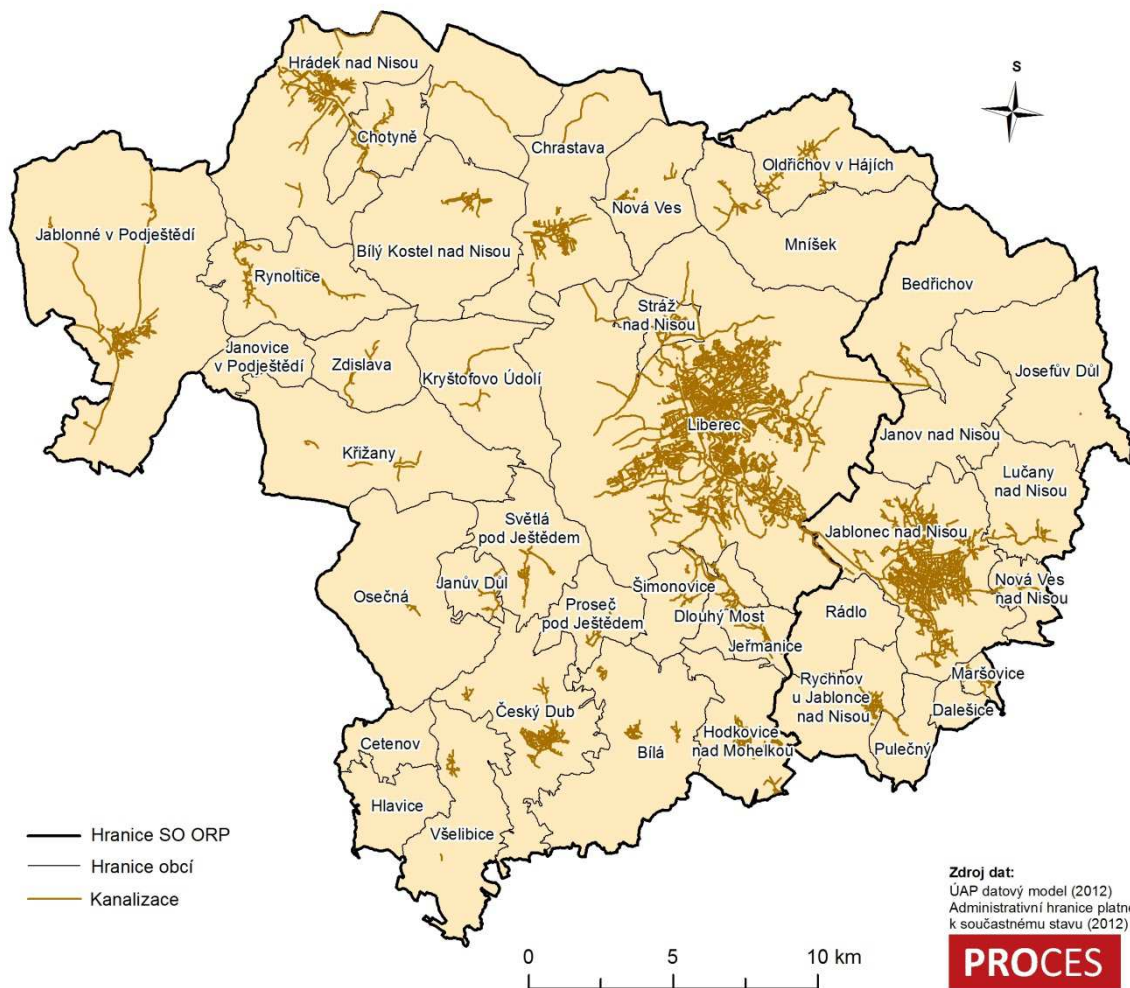 Hrádek nad Nisou
S
Chotyně
Chrastava
Oldřichov v Hájích
Nová Ves
Jablonné v Podještědí
Bílý Kostel nad Nisou
Mníšek
Rynoltice
Bedřichov
Stráž
nad Nisou
Janovice
v Podještědí
Zdislava
Kryštofovo Údolí
Josefův Důl
Liberec
Janov nad Nisou
Křižany
Lučany
nad Nisou
Světlá
pod Ještědem
Jablonec nad Nisou
Osečná
Janův Důl
Šimonovice
Nová Ves
nad Nisou
Proseč
pod Ještědem
Dlouhý Most
Rádlo
Jeřmanice
Maršovice
Rychnov
u Jablonce
nad Nisou
Dalešice
Český Dub
Hodkovice
nad Mohelkou
Cetenov
Bílá
Pulečný
Hlavice
Všelibice
Hranice SO ORP
Hranice obcí
Kanalizace
Zdroj dat:
ÚAP datový model (2012)
Administrativní hranice platné
k součastnému stavu (2012)
0 5 10 km
PROCES